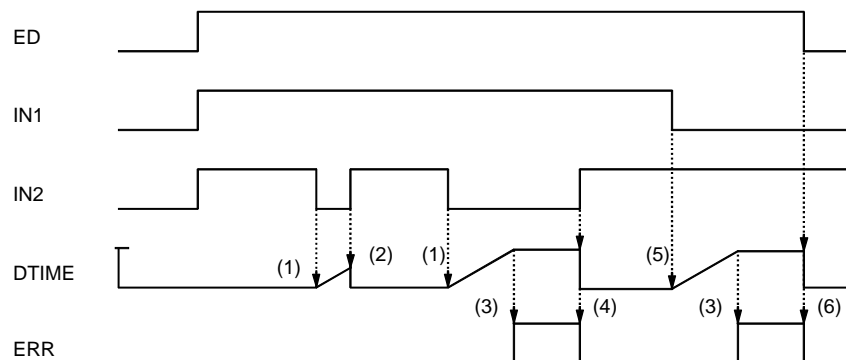 ED
IN1
IN2
DTIME
(1)
(2)
(1)
(5)
(3)
(4)
(3)
(6)
ERR